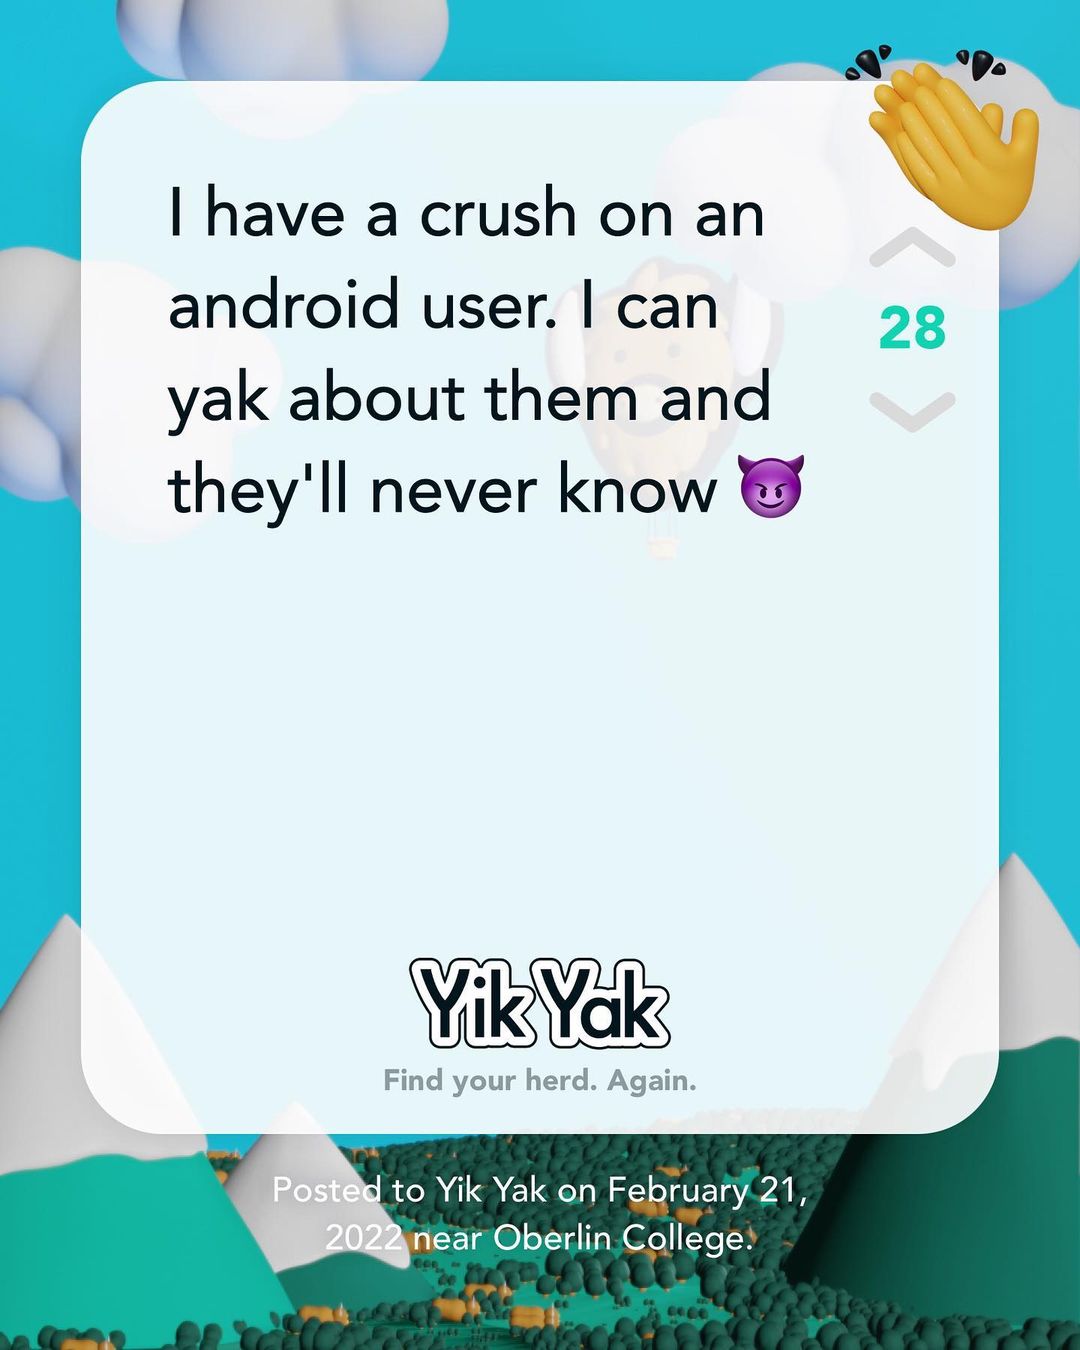 I have a crush on an
android user. I can
yak about them and
they'll never know 😈
28
Yik Yak
Find your herd. Again.
Posted to Yik Yak on February 21,
2022 near Oberlin College.